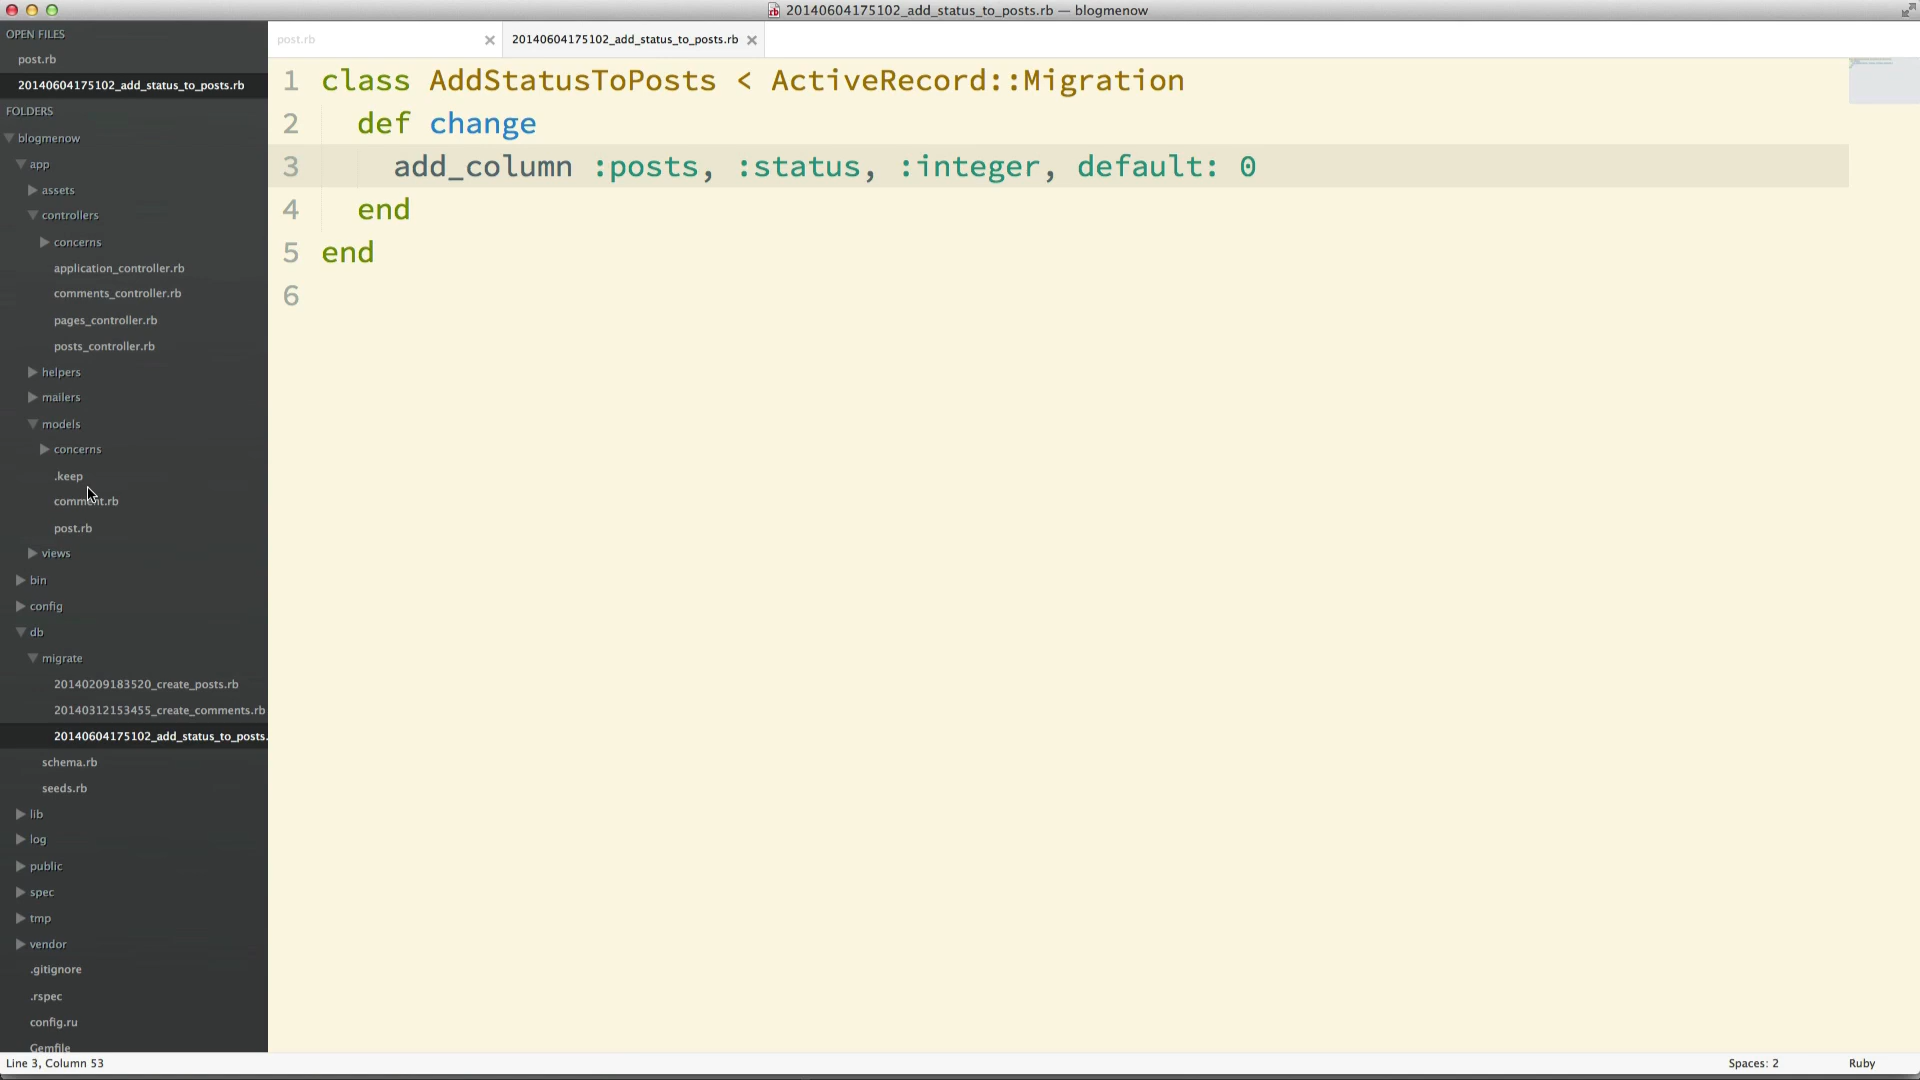 20140604175102_add_status_to_posts.rb — blogmenow
OPEN FILES
post.rb
20140604175102_add_status_to_posts.rb
FOLDERS
blogmenow
app
assets
controllers
concerns
application_controller.rb
comments_controller.rb
pages_controller.rb
posts_controller.rb
helpers
mailers
models
concerns
.keep
comment.rb
post.rb
views
bin
config
db
migrate
20140209183520_create_posts.rb
20140312153455_create_comments.rb
20140604175102_add_status_to_posts.
schema.rb
seeds.rb
lib
log
public
spec
tmp
vendor
.gitignore
.rspec
config.ru
Gemfile
post.rb
20140604175102_add_status_to_posts.rb
1 class AddStatusToPosts < ActiveRecord::Migration
2 def change
3 add_column :posts, :status, :integer, default: 0
4 end
5 end
6
Line 3, Column 53
Spaces: 2
Ruby